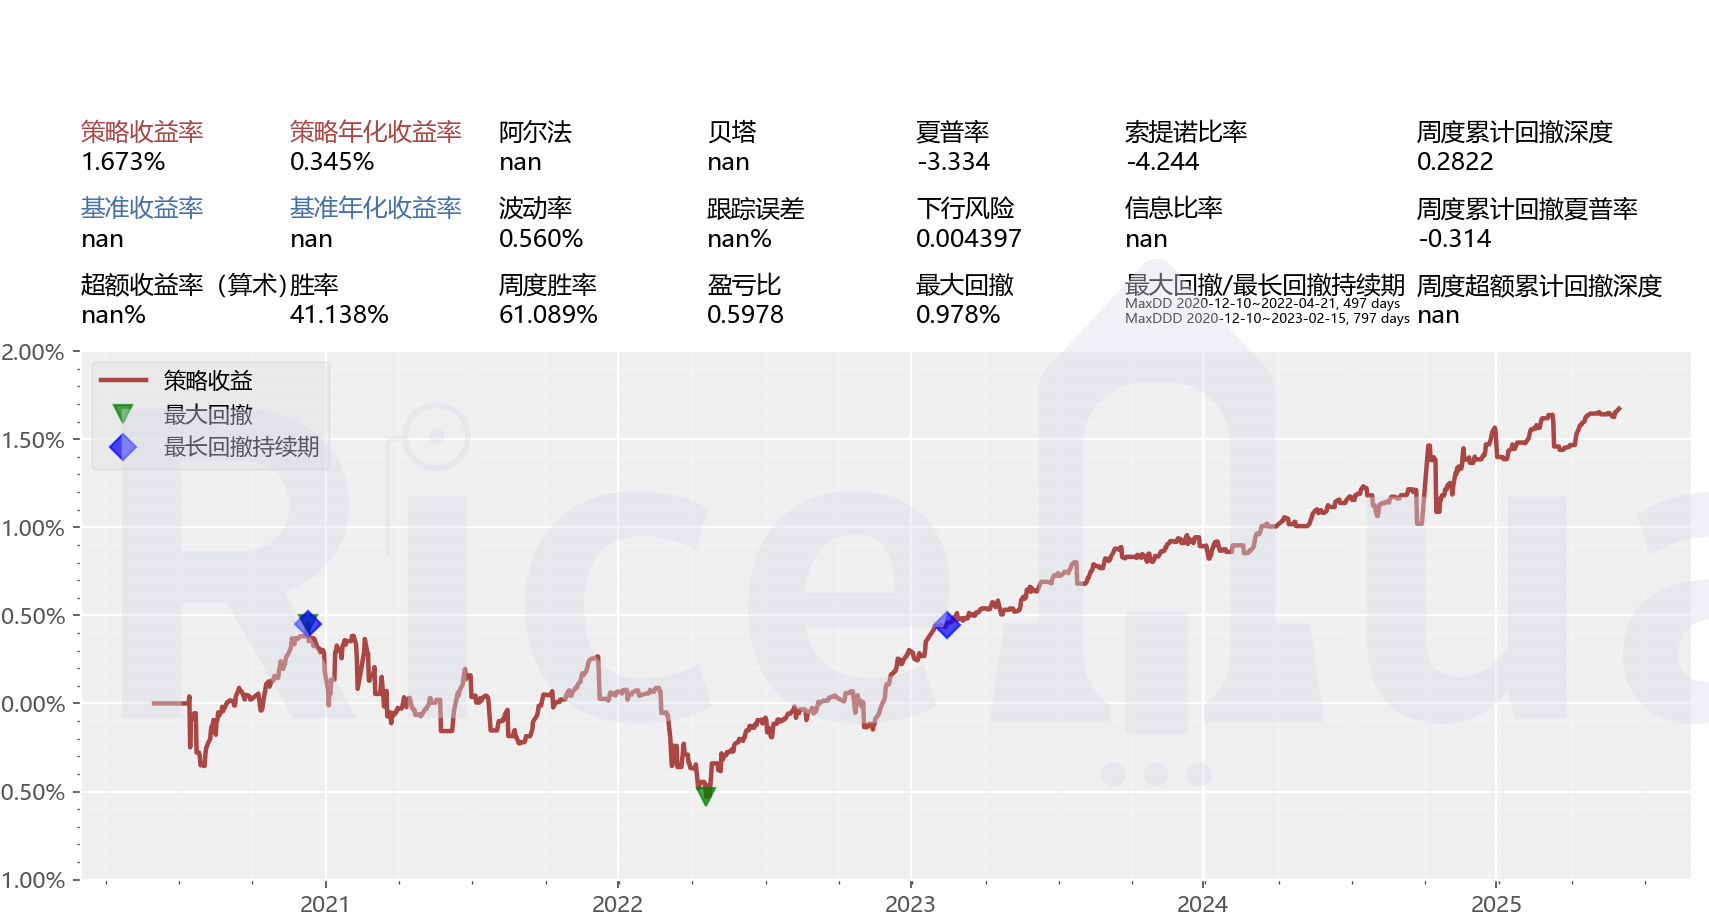 策略收益率 策略年化收益率 阿尔法 贝塔 夏普率 索提诺比率 周度累计回撤深度
1.673% 0.345% nan nan -3.334 -4.244 0.2822
基准收益率 基准年化收益率 波动率 跟踪误差 下行风险 信息比率 周度累计回撤夏普率
nan nan 0.560% nan% 0.004397 nan -0.314
超额收益率（算术） 胜率 周度胜率 盈亏比 最大回撤 最大回撤/最长回撤持续期 周度超额累计回撤深度
nan% 41.138% 61.089% 0.5978 0.978% MaxDD 2020-12-10~2022-04-21, 497 days nan
MaxDDD 2020-12-10~2023-02-15, 797 days
2.00%
策略收益
最大回撤
最长回撤持续期
1.50%
1.00%
0.50%
0.00%
0.50%
1.00%
2021 2022 2023 2024 2025
RiceQua